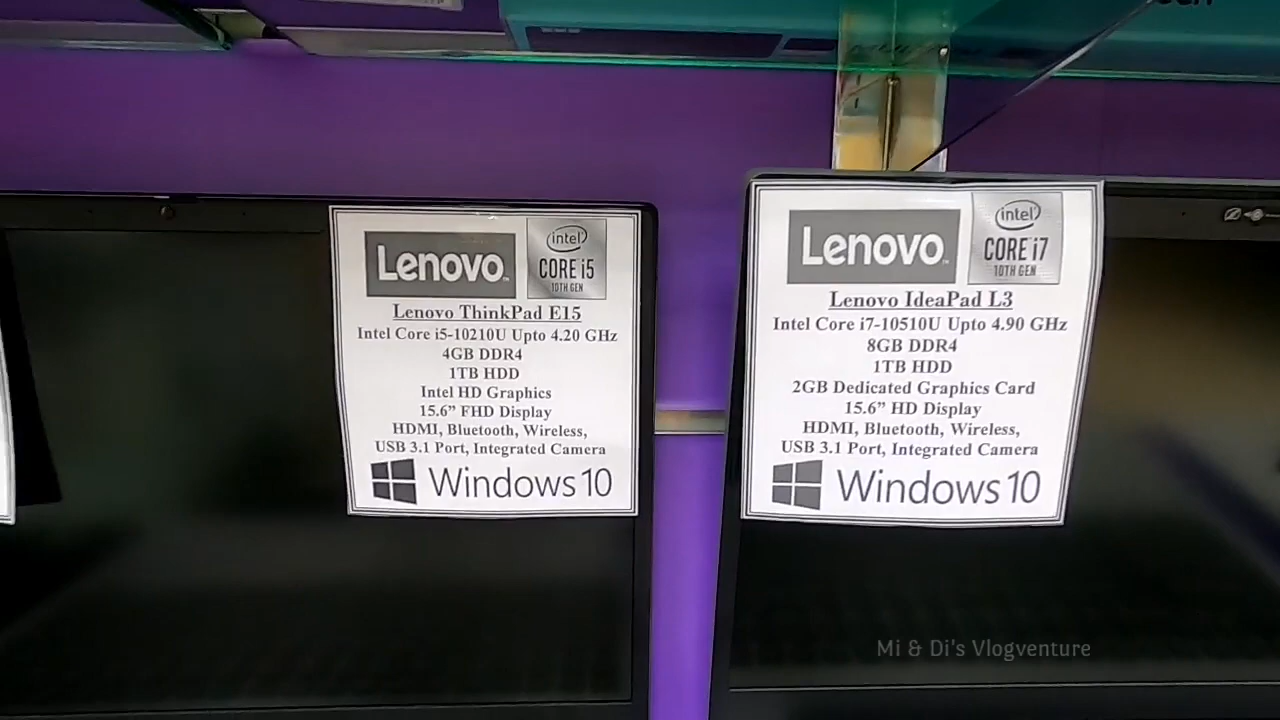 Lenovo
intel
CORE i5
10TH GEN
Lenovo ThinkPad E15
Intel Core i5-10210U Upto 4.20 GHz
4GB DDR4
1TB HDD
Intel HD Graphics
15.6” FHD Display
HDMI, Bluetooth, Wireless,
USB 3.1 Port, Integrated Camera
Windows 10
Lenovo
intel
CORE i7
10TH GEN
Lenovo IdeaPad L3
Intel Core i7-10510U Upto 4.90 GHz
8GB DDR4
1TB HDD
2GB Dedicated Graphics Card
15.6” HD Display
HDMI, Bluetooth, Wireless,
USB 3.1 Port, Integrated Camera
Windows 10
Mi & Di's Vlogventure